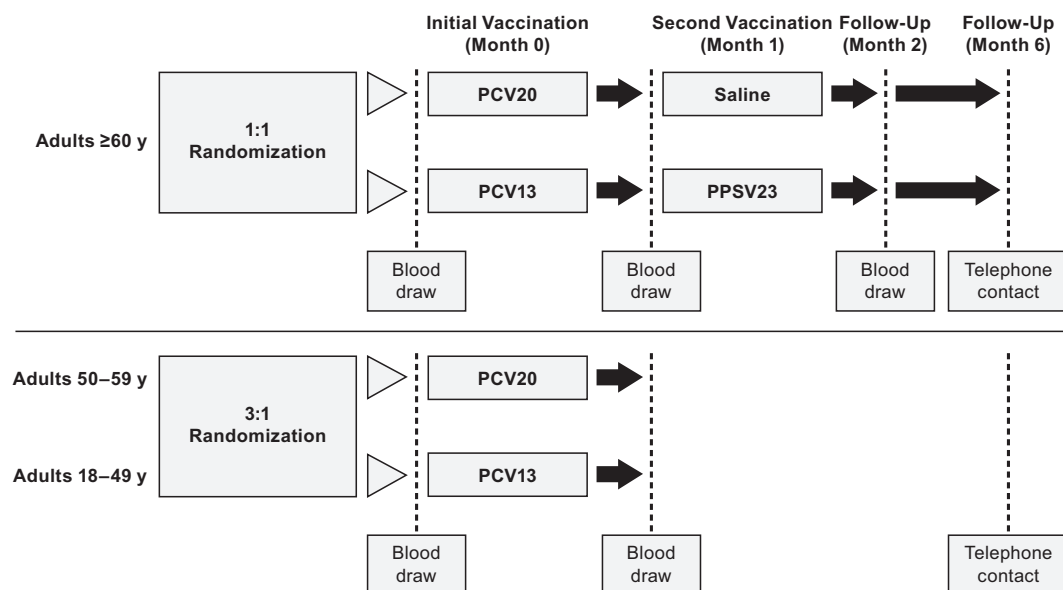 Initial Vaccination
(Month 0)
Second Vaccination
(Month 1)
Follow-Up
(Month 2)
Follow-Up
(Month 6)
Adults ≥60 y
1:1
Randomization
PCV20
Saline
PCV13
PPSV23
Blood
draw
Blood
draw
Blood
draw
Telephone
contact
Adults 50–59 y
Adults 18–49 y
3:1
Randomization
PCV20
PCV13
Blood
draw
Blood
draw
Telephone
contact